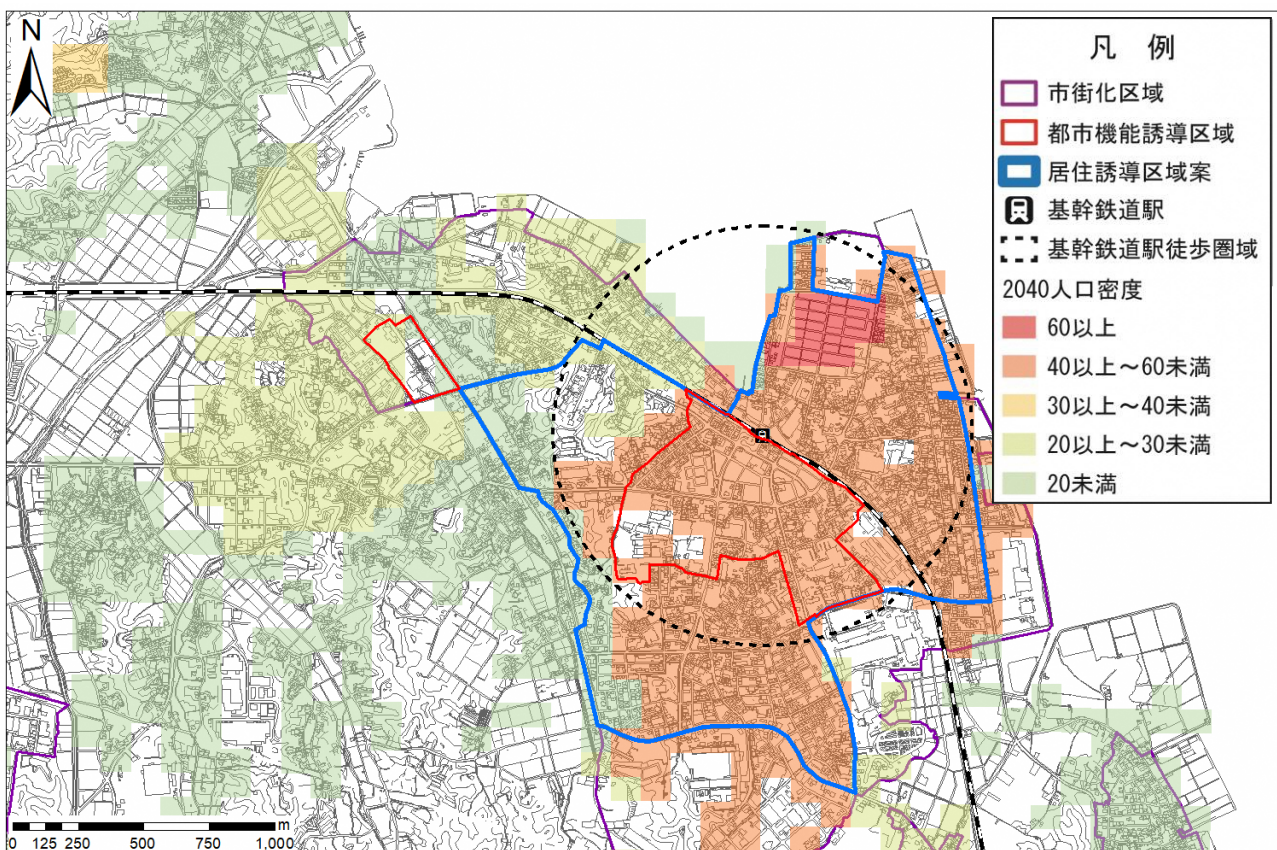 N
凡 例
市街化区域
都市機能誘導区域
居住誘導区域案
基幹鉄道駅
基幹鉄道駅徒歩圏域
2040人口密度
60以上
40以上～60未満
30以上～40未満
20以上～30未満
20未満
m
0 125 250 500 750 1,000